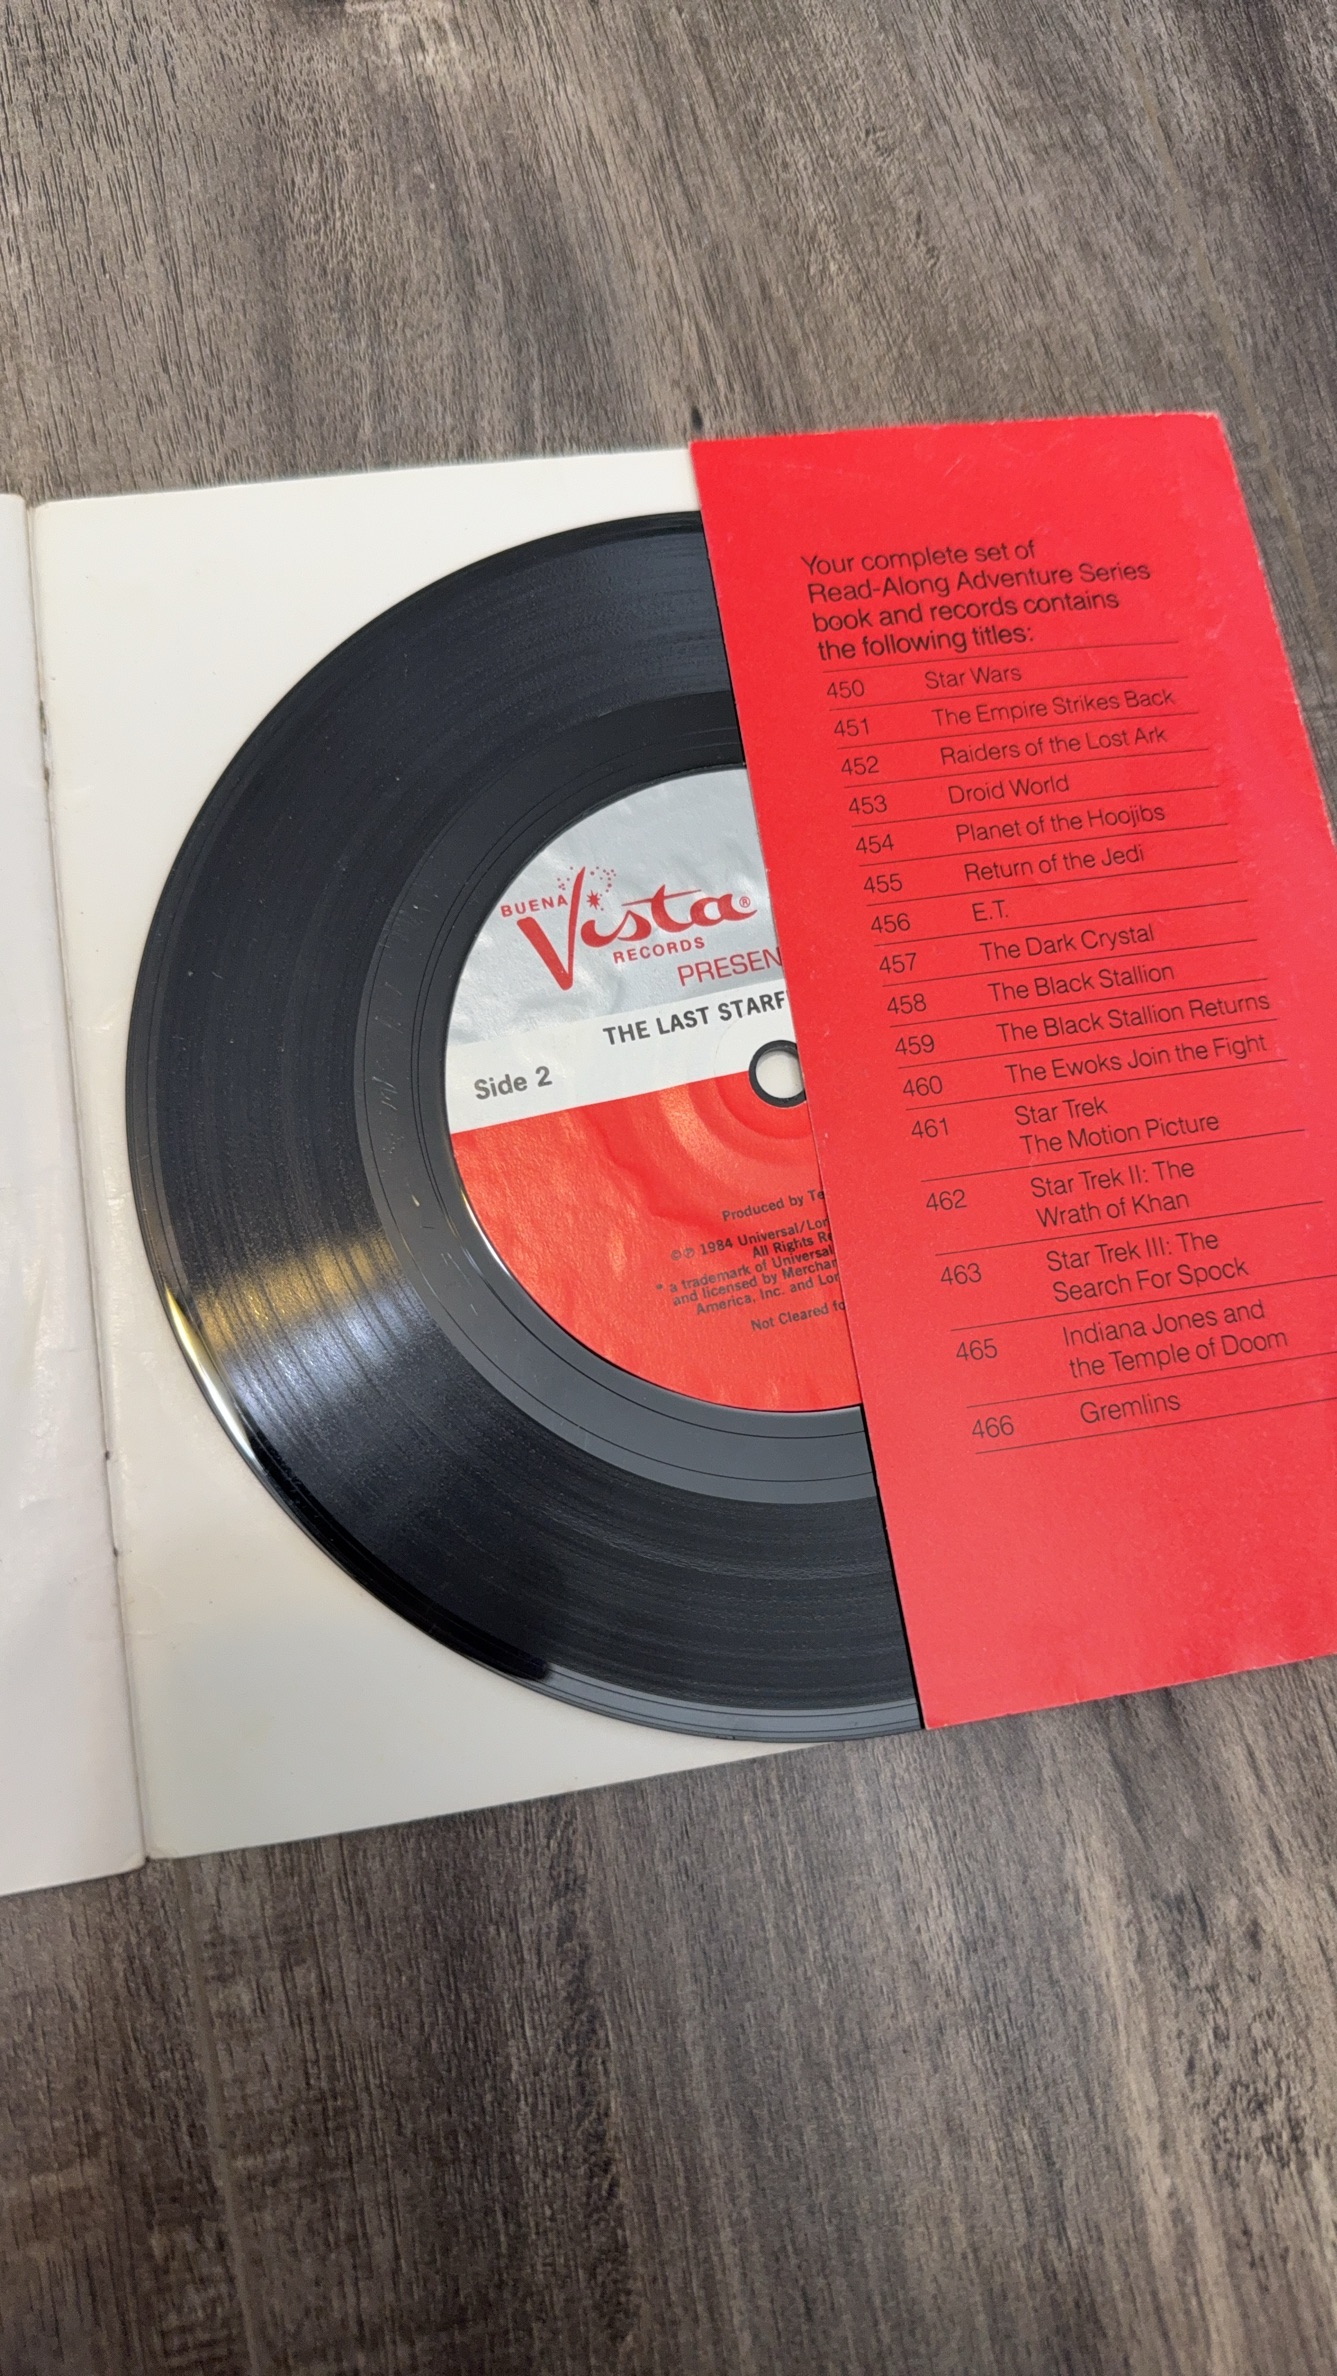 BUENA
Vista®
RECORDS
PRESEN
THE LAST STARF
Side 2
Produced by Te
©℗ 1984 Universal/Lor
All Rights Re
* a trademark of Universal
and licensed by Merchan
America, Inc. and Lor
Not Cleared fo
Your complete set of
Read-Along Adventure Series
book and records contains
the following titles:
450 Star Wars
451 The Empire Strikes Back
452 Raiders of the Lost Ark
453 Droid World
454 Planet of the Hoojibs
455 Return of the Jedi
456 E.T.
457 The Dark Crystal
458 The Black Stallion
459 The Black Stallion Returns
460 The Ewoks Join the Fight
461 Star Trek
The Motion Picture
462 Star Trek II: The
Wrath of Khan
463 Star Trek III: The
Search For Spock
465 Indiana Jones and
the Temple of Doom
466 Gremlins